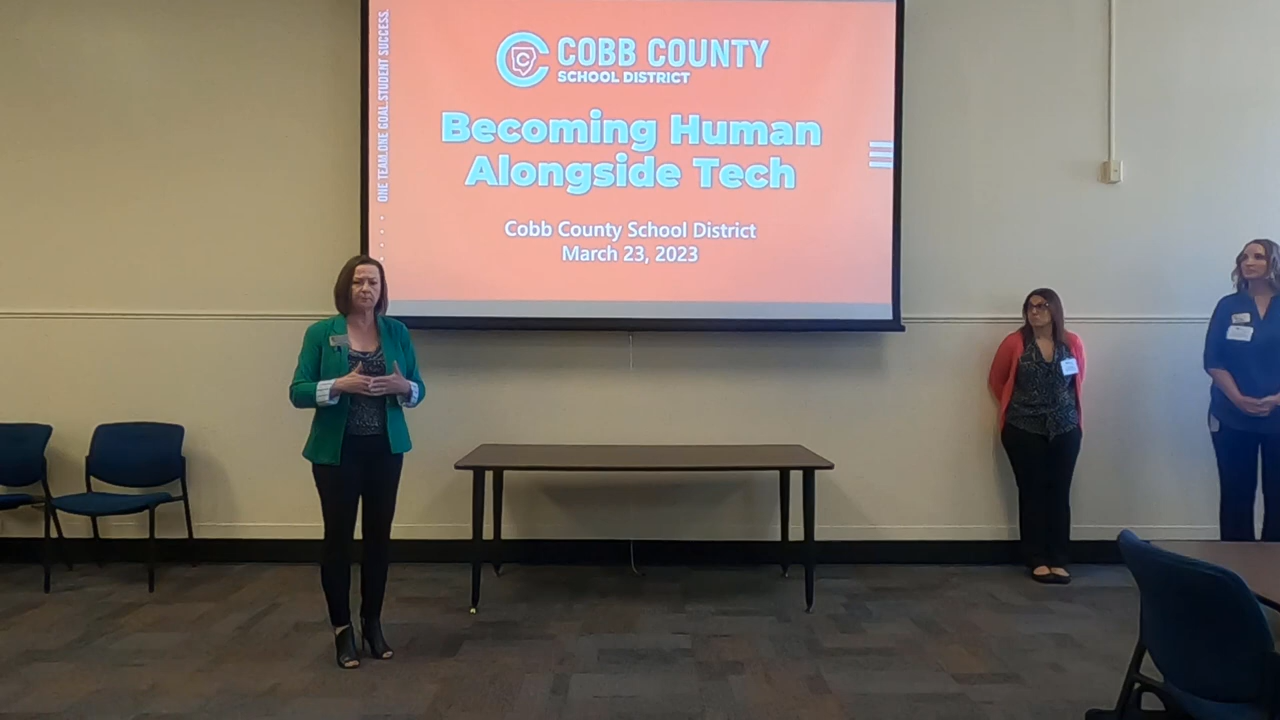 ONE TEAM.ONE GOAL.STUDENT SUCCESS.
C
COBB COUNTY
SCHOOL DISTRICT
Becoming Human
Alongside Tech
Cobb County School District
March 23, 2023